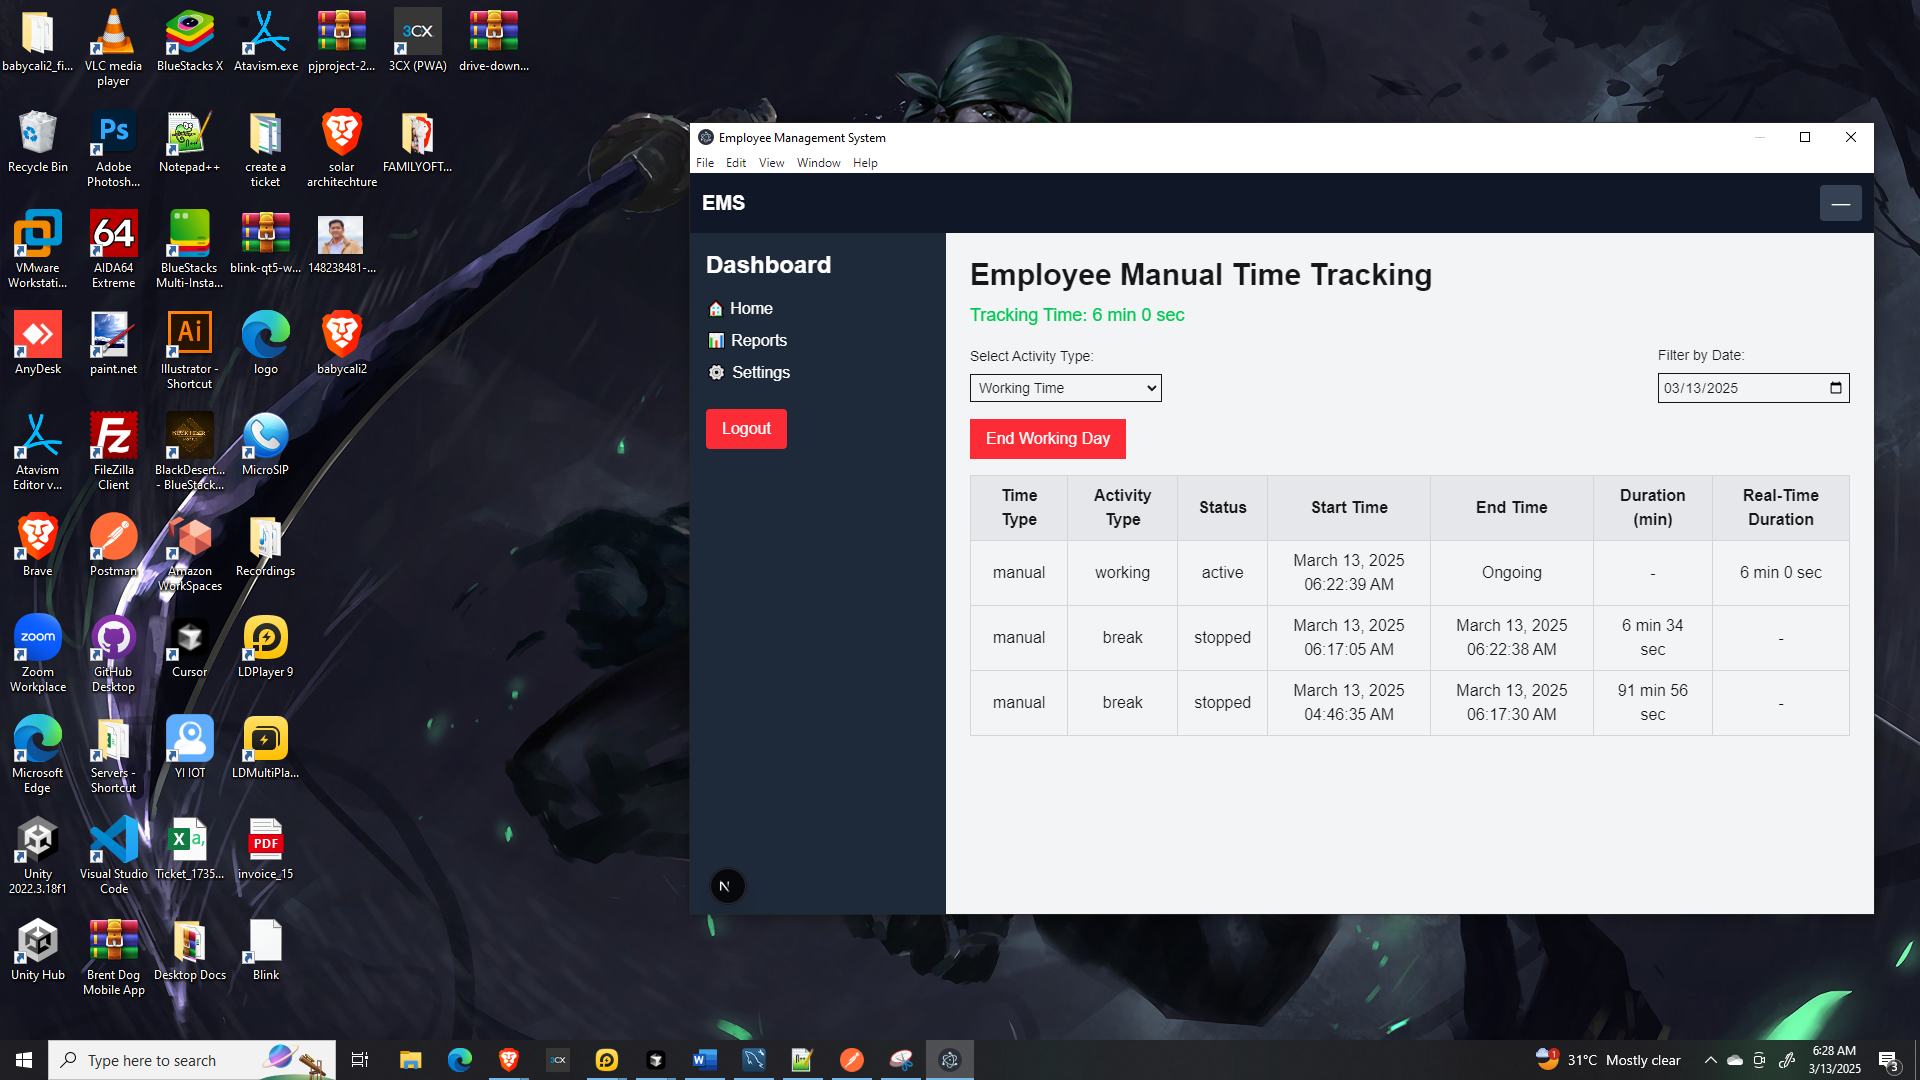 babycali2_fi...
VLC media player
BlueStacks X
Atavism.exe
pjproject-2...
3CX
3CX (PWA)
drive-down...
Recycle Bin
Ps
Adobe Photosh...
Notepad++
create a ticket
solar architechture
FAMILYOFT...
VMware Workstati...
64
AIDA64 Extreme
BlueStacks Multi-Insta...
blink-qt5-w...
148238481-...
AnyDesk
paint.net
Ai
Illustrator - Shortcut
logo
babycali2
Atavism Editor v...
Fz
FileZilla Client
BlackDesert... - BlueStack...
MicroSIP
Brave
Postman
Amazon WorkSpaces
Recordings
zoom
Zoom Workplace
GitHub Desktop
Cursor
LDPlayer 9
Microsoft Edge
Servers - Shortcut
YI IOT
LDMultiPla...
Unity 2022.3.18f1
Visual Studio Code
X a,
Ticket_1735...
PDF
invoice_15
Unity Hub
Brent Dog Mobile App
Desktop Docs
Blink
Employee Management System
File Edit View Window Help
EMS
—
Dashboard
Home
Reports
Settings
Logout
N
Employee Manual Time Tracking
Tracking Time: 6 min 0 sec
Select Activity Type:
Working Time
Filter by Date:
03/13/2025
End Working Day
Time Type Activity Type Status Start Time End Time Duration (min) Real-Time Duration
manual working active March 13, 2025 06:22:39 AM Ongoing - 6 min 0 sec
manual break stopped March 13, 2025 06:17:05 AM March 13, 2025 06:22:38 AM 6 min 34 sec -
manual break stopped March 13, 2025 04:46:35 AM March 13, 2025 06:17:30 AM 91 min 56 sec -
Type here to search
3CX
W
1
31°C Mostly clear
6:28 AM
3/13/2025
3